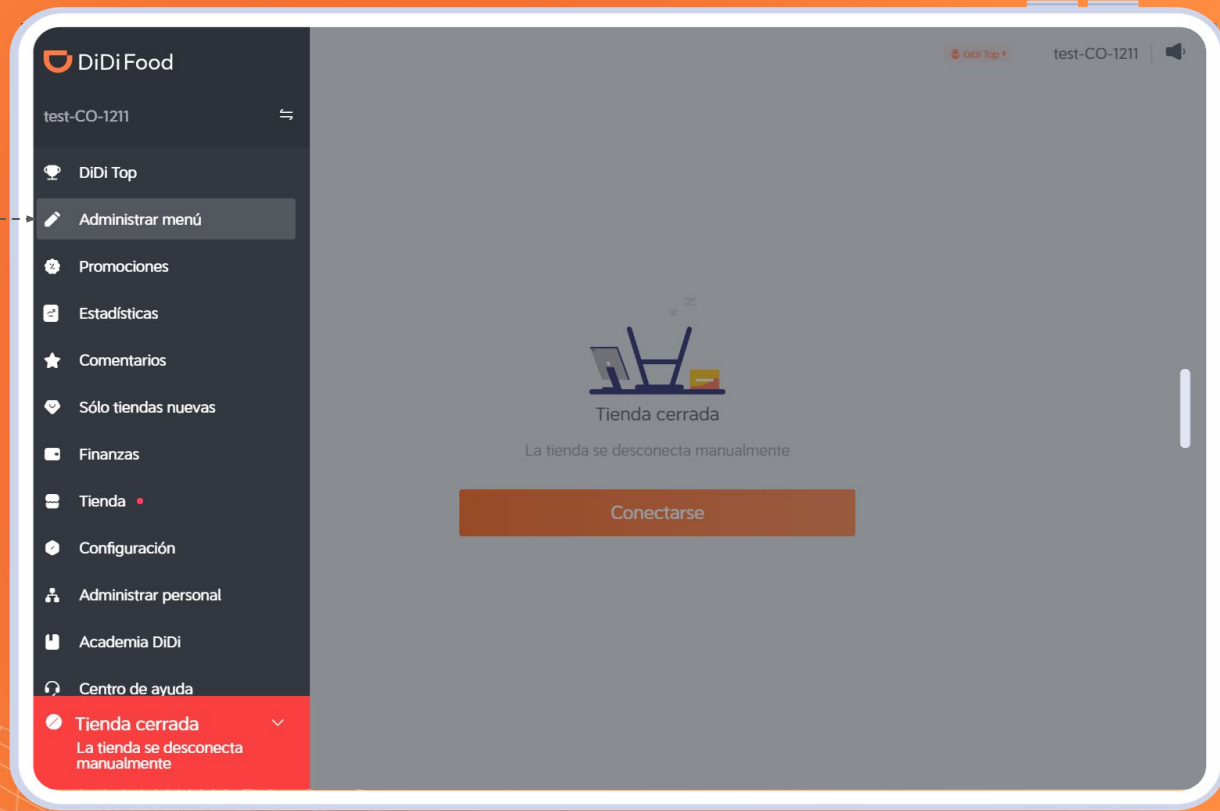 DiDi Food
test-CO-1211
DiDi Top
Administrar menú
Promociones
Estadísticas
Comentarios
Sólo tiendas nuevas
Finanzas
Tienda
Configuración
Administrar personal
Academia DiDi
Centro de ayuda
Tienda cerrada
La tienda se desconecta
manualmente
DiDi Top
test-CO-1211
z z
Tienda cerrada
La tienda se desconecta manualmente
Conectarse